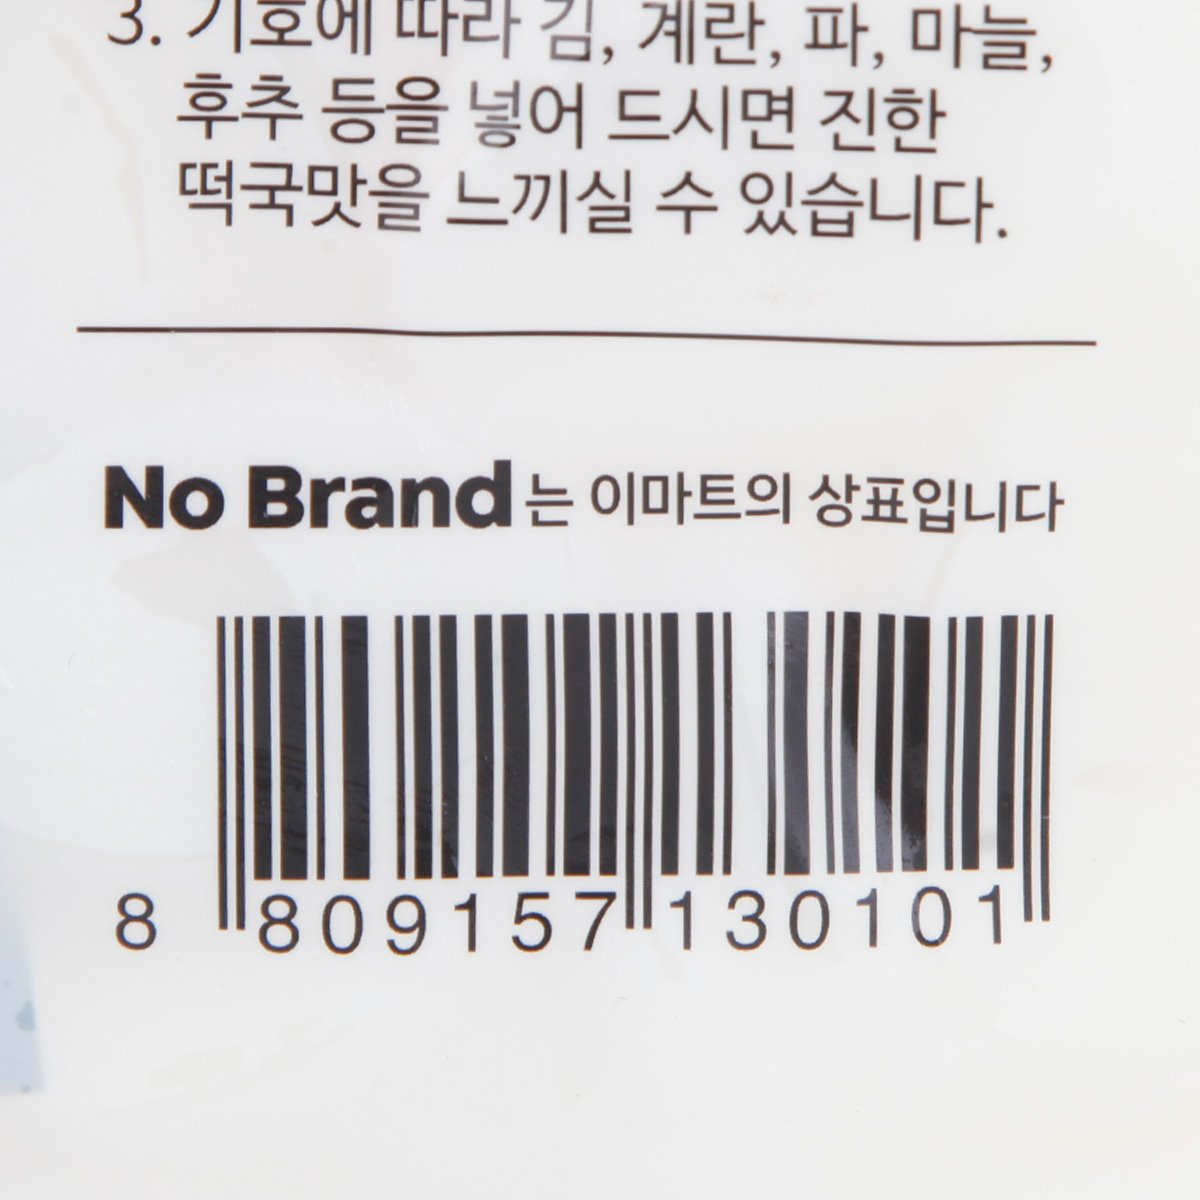 3. 기호에 따라 김, 계란, 파, 마늘,
후추 등을 넣어 드시면 진한
떡국맛을 느끼실 수 있습니다.
No Brand는 이마트의 상표입니다
8 809157 130101